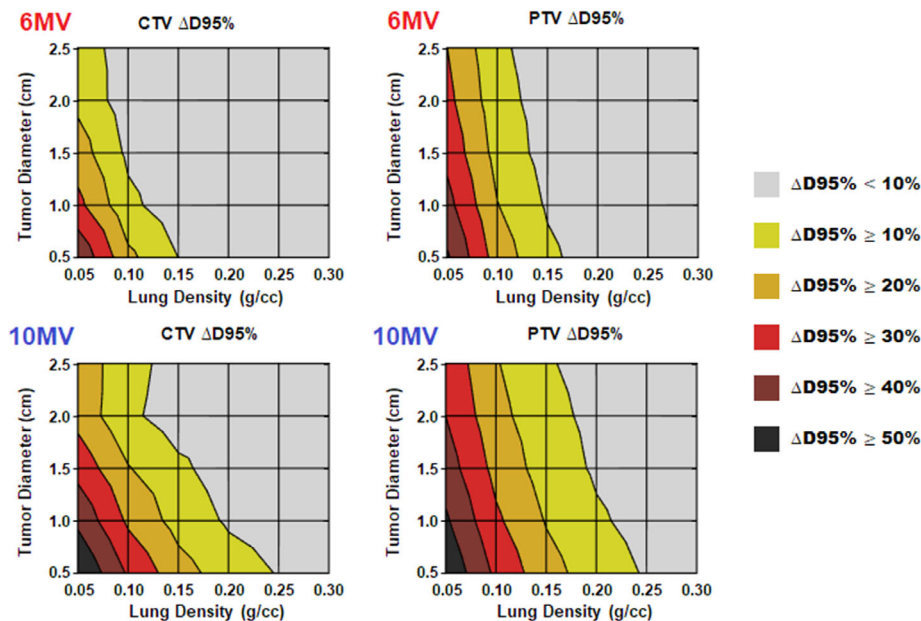 6MV
CTV ΔD95%
2.5
2.0
1.5
1.0
0.5
Tumor Diameter (cm)
0.05 0.10 0.15 0.20 0.25 0.30
Lung Density (g/cc)
6MV
PTV ΔD95%
2.5
2.0
1.5
1.0
0.5
Tumor Diameter (cm)
0.05 0.10 0.15 0.20 0.25 0.30
Lung Density (g/cc)
10MV
CTV ΔD95%
2.5
2.0
1.5
1.0
0.5
Tumor Diameter (cm)
0.05 0.10 0.15 0.20 0.25 0.30
Lung Density (g/cc)
10MV
PTV ΔD95%
2.5
2.0
1.5
1.0
0.5
Tumor Diameter (cm)
0.05 0.10 0.15 0.20 0.25 0.30
Lung Density (g/cc)
ΔD95% < 10%
ΔD95% ≥ 10%
ΔD95% ≥ 20%
ΔD95% ≥ 30%
ΔD95% ≥ 40%
ΔD95% ≥ 50%